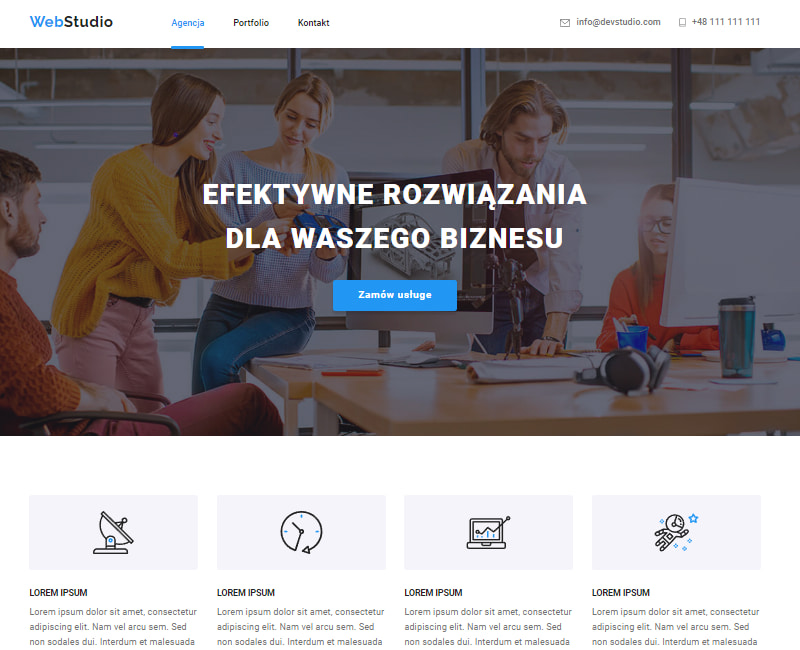 WebStudio
Agencja
Portfolio
Kontakt
info@devstudio.com
+48 111 111 111
EFEKTYWNE ROZWIĄZANIA
DLA WASZEGO BIZNESU
Zamów usługe
LOREM IPSUM
Lorem ipsum dolor sit amet, consectetur
adipiscing elit. Nam vel arcu sem. Sed
non sodales dui. Interdum et malesuada
LOREM IPSUM
Lorem ipsum dolor sit amet, consectetur
adipiscing elit. Nam vel arcu sem. Sed
non sodales dui. Interdum et malesuada
LOREM IPSUM
Lorem ipsum dolor sit amet, consectetur
adipiscing elit. Nam vel arcu sem. Sed
non sodales dui. Interdum et malesuada
LOREM IPSUM
Lorem ipsum dolor sit amet, consectetur
adipiscing elit. Nam vel arcu sem. Sed
non sodales dui. Interdum et malesuada